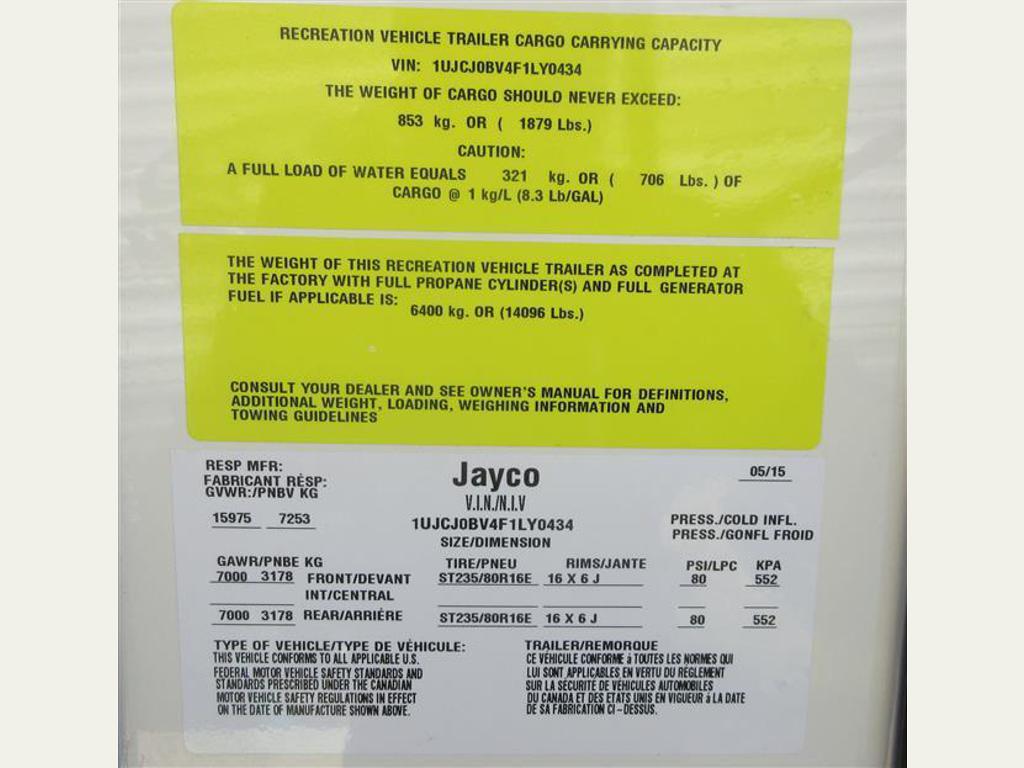 RECREATION VEHICLE TRAILER CARGO CARRYING CAPACITY
VIN: 1UJCJ0BV4F1LY0434
THE WEIGHT OF CARGO SHOULD NEVER EXCEED:
853 kg. OR ( 1879 Lbs.)
CAUTION:
A FULL LOAD OF WATER EQUALS 321 kg. OR ( 706 Lbs. ) OF
CARGO @ 1 kg/L (8.3 Lb/GAL)
THE WEIGHT OF THIS RECREATION VEHICLE TRAILER AS COMPLETED AT
THE FACTORY WITH FULL PROPANE CYLINDER(S) AND FULL GENERATOR
FUEL IF APPLICABLE IS:
6400 kg. OR (14096 Lbs.)
CONSULT YOUR DEALER AND SEE OWNER'S MANUAL FOR DEFINITIONS,
ADDITIONAL WEIGHT, LOADING, WEIGHING INFORMATION AND
TOWING GUIDELINES
RESP MFR:
FABRICANT RÉSP:
GVWR:/PNBV KG
Jayco
05/15
V.I.N./N.I.V
15975 7253
1UJCJ0BV4F1LY0434
PRESS./COLD INFL.
PRESS./GONFL FROID
SIZE/DIMENSION
GAWR/PNBE KG TIRE/PNEU RIMS/JANTE PSI/LPC KPA
7000 3178 FRONT/DEVANT ST235/80R16E 16 X 6 J 80 552
INT/CENTRAL
7000 3178 REAR/ARRIÈRE ST235/80R16E 16 X 6 J 80 552
TYPE OF VEHICLE/TYPE DE VÉHICULE: TRAILER/REMORQUE
THIS VEHICLE CONFORMS TO ALL APPLICABLE U.S.
FEDERAL MOTOR VEHICLE SAFETY STANDARDS AND
STANDARDS PRESCRIBED UNDER THE CANADIAN
MOTOR VEHICLE SAFETY REGULATIONS IN EFFECT
ON THE DATE OF MANUFACTURE SHOWN ABOVE.
CE VÉHICULE CONFORME à TOUTES LES NORMES QUI
LUI SONT APPLICABLES EN VERTU DU RÈGLEMENT
SUR LA SÉCURITÉ DE VÉHICULES AUTOMOBILES
DU CANADA ET DES ETATS UNIS EN VIGUEUR à LA DATE
DE SA FABRICATION CI-DESSUS.